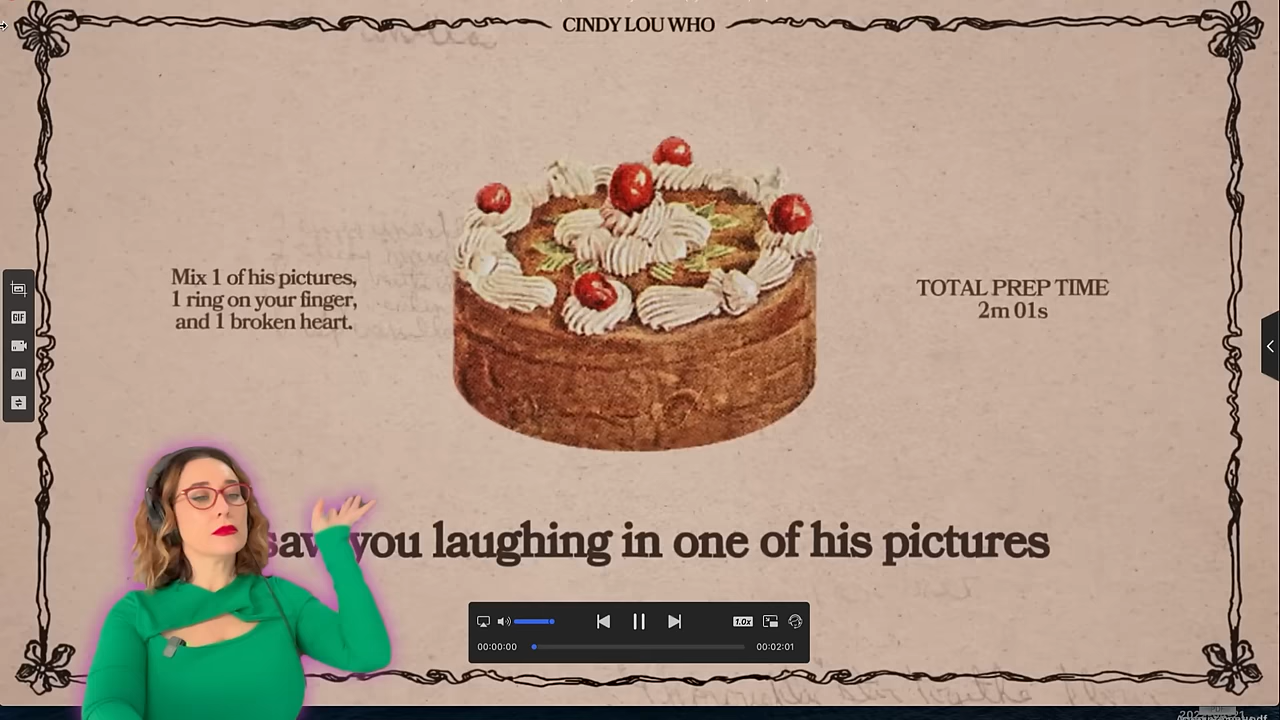 CINDY LOU WHO
Mix 1 of his pictures,
1 ring on your finger,
and 1 broken heart.
TOTAL PREP TIME
2m 01s
saw you laughing in one of his pictures
GIF
AI
1.0x
00:00:00
00:02:01